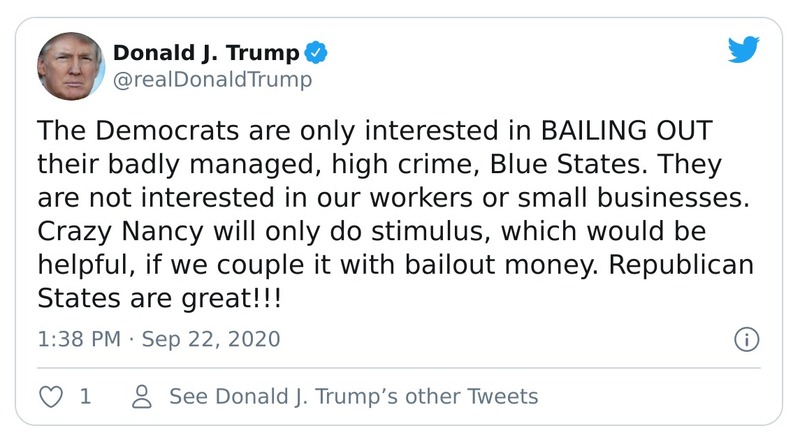 Donald J. Trump
@realDonaldTrump
The Democrats are only interested in BAILING OUT
their badly managed, high crime, Blue States. They
are not interested in our workers or small businesses.
Crazy Nancy will only do stimulus, which would be
helpful, if we couple it with bailout money. Republican
States are great!!!
1:38 PM · Sep 22, 2020
1 See Donald J. Trump’s other Tweets